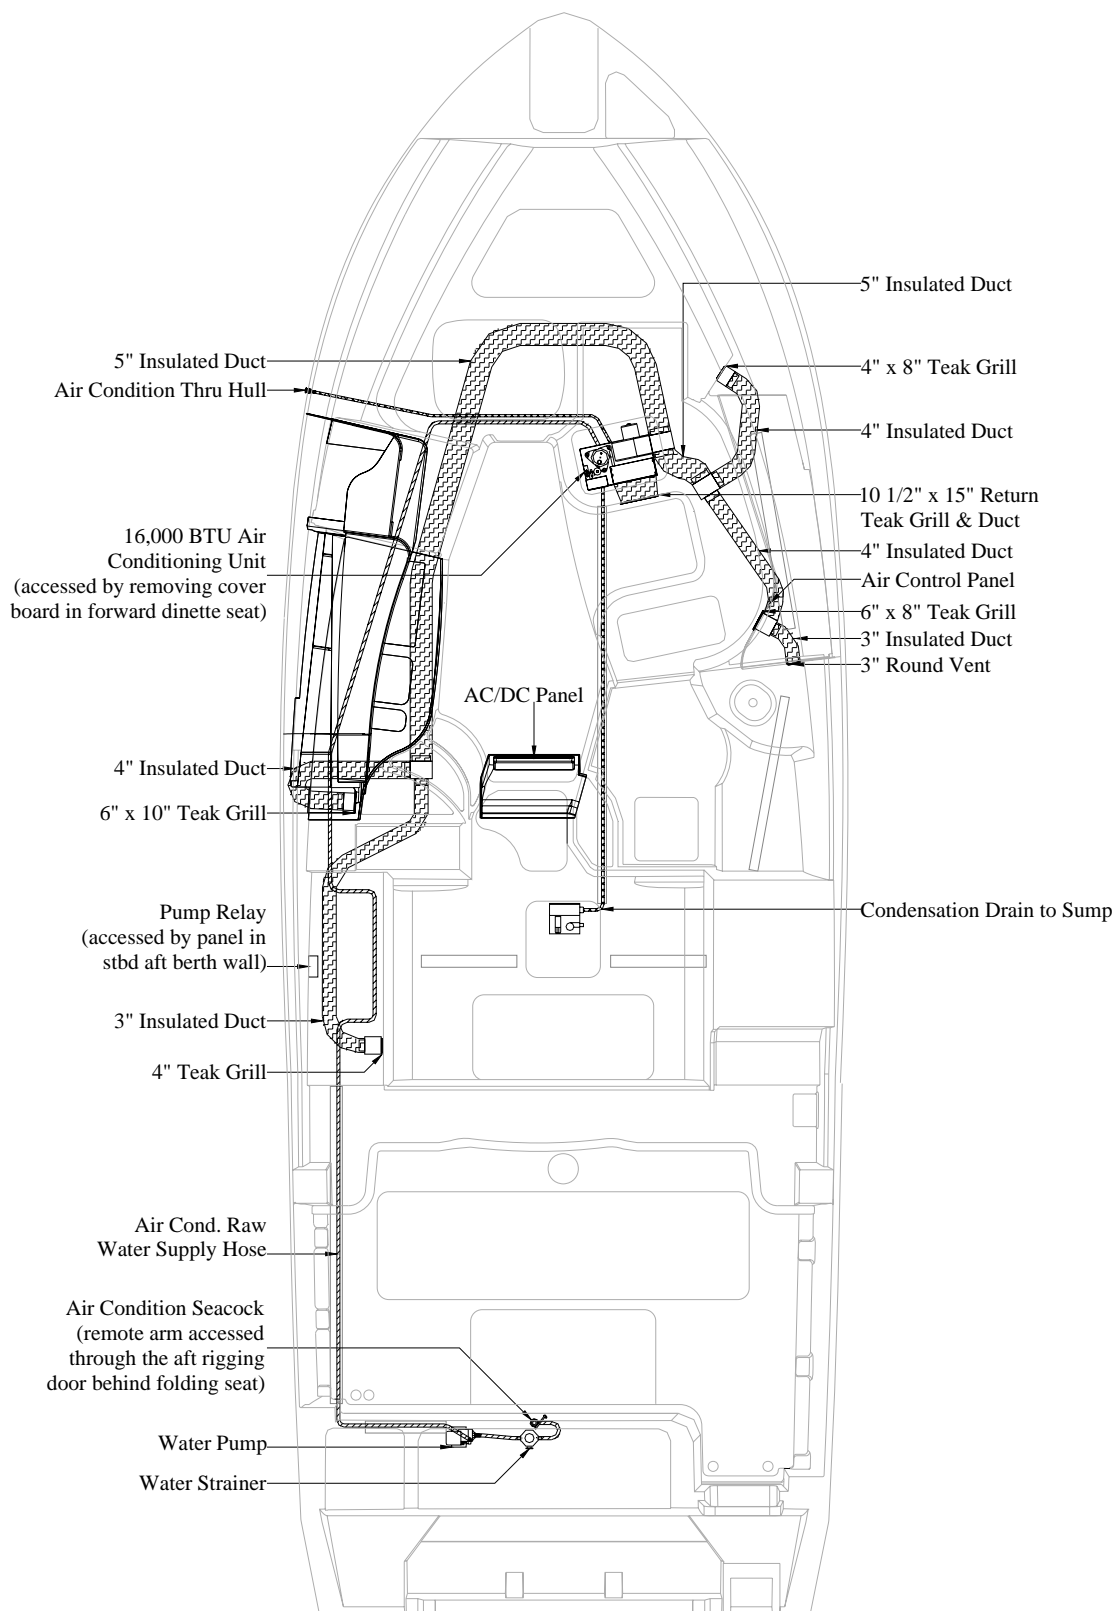 5" Insulated Duct
5" Insulated Duct
4" x 8" Teak Grill
Air Condition Thru Hull
4" Insulated Duct
10 1/2" x 15" Return
Teak Grill & Duct
16,000 BTU Air
Conditioning Unit
(accessed by removing cover
board in forward dinette seat)
4" Insulated Duct
Air Control Panel
6" x 8" Teak Grill
3" Insulated Duct
3" Round Vent
AC/DC Panel
4" Insulated Duct
6" x 10" Teak Grill
Pump Relay
(accessed by panel in
stbd aft berth wall)
Condensation Drain to Sump
3" Insulated Duct
4" Teak Grill
Air Cond. Raw
Water Supply Hose
Air Condition Seacock
(remote arm accessed
through the aft rigging
door behind folding seat)
Water Pump
Water Strainer